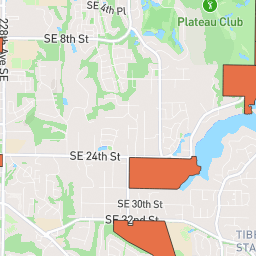 SE 4th Pl
Plateau Club
SE 8th St
228th Ave SE
SE 24th St
SE 30th St
SE 32nd St
TIBB
STA